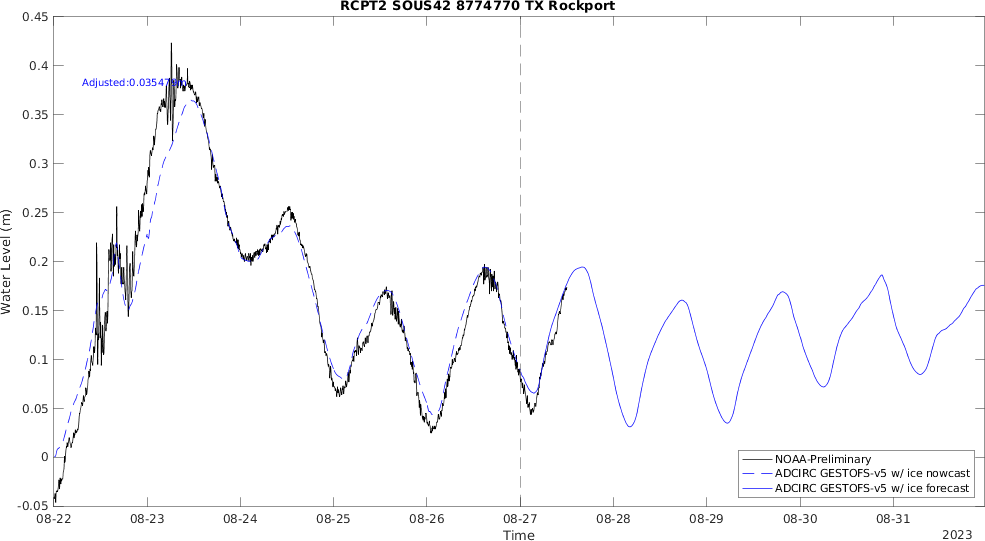 RCPT2 SOUS42 8774770 TX Rockport
0.45
0.4
Adjusted:0.03547
0.35
0.3
0.25
0.2
0.15
0.1
0.05
0
-0.05
Water Level (m)
NOAA-Preliminary
ADCIRC GESTOFS-v5 w/ ice nowcast
ADCIRC GESTOFS-v5 w/ ice forecast
08-22 08-23 08-24 08-25 08-26 08-27 08-28 08-29 08-30 08-31
Time
2023